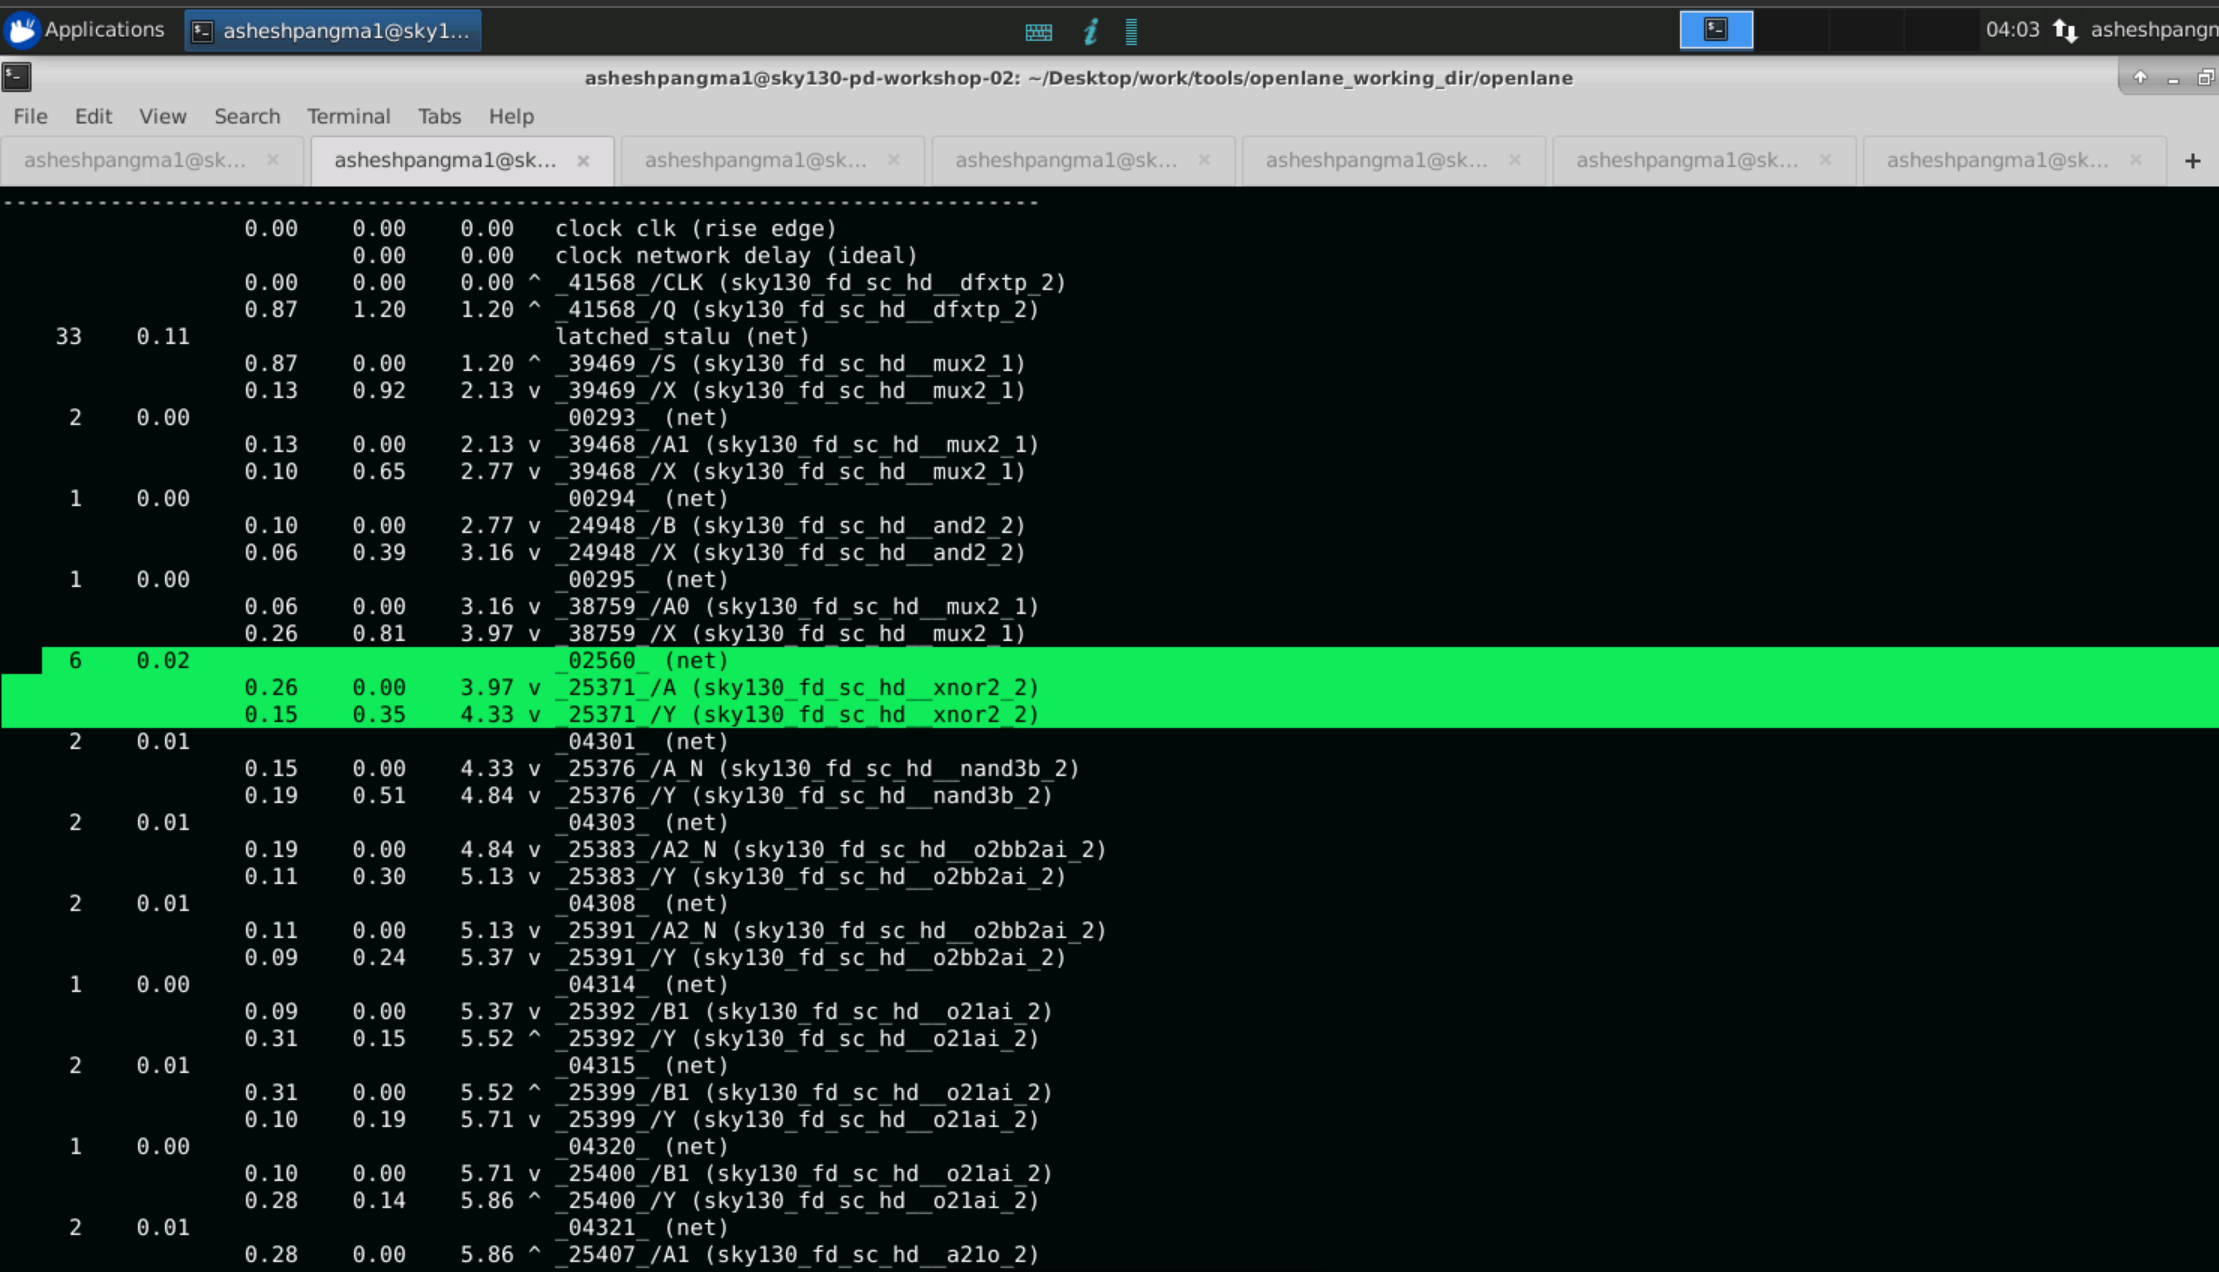 Applications asheshpangma1@sky1... 04:03 asheshpangm
asheshpangma1@sky130-pd-workshop-02: ~/Desktop/work/tools/openlane_working_dir/openlane
File Edit View Search Terminal Tabs Help
asheshpangma1@sk... × asheshpangma1@sk... × asheshpangma1@sk... × asheshpangma1@sk... × asheshpangma1@sk... × asheshpangma1@sk... × asheshpangma1@sk... × +
-----------------------------------------------------------------------------
0.00 0.00 0.00 clock clk (rise edge)
0.00 0.00 clock network delay (ideal)
0.00 0.00 0.00 ^ _41568_/CLK (sky130_fd_sc_hd__dfxtp_2)
0.87 1.20 1.20 ^ _41568_/Q (sky130_fd_sc_hd__dfxtp_2)
33 0.11 latched_stalu (net)
0.87 0.00 1.20 ^ _39469_/S (sky130_fd_sc_hd__mux2_1)
0.13 0.92 2.13 v _39469_/X (sky130_fd_sc_hd__mux2_1)
2 0.00 _00293_ (net)
0.13 0.00 2.13 v _39468_/A1 (sky130_fd_sc_hd__mux2_1)
0.10 0.65 2.77 v _39468_/X (sky130_fd_sc_hd__mux2_1)
1 0.00 _00294_ (net)
0.10 0.00 2.77 v _24948_/B (sky130_fd_sc_hd__and2_2)
0.06 0.39 3.16 v _24948_/X (sky130_fd_sc_hd__and2_2)
1 0.00 _00295_ (net)
0.06 0.00 3.16 v _38759_/A0 (sky130_fd_sc_hd__mux2_1)
0.26 0.81 3.97 v _38759_/X (sky130_fd_sc_hd__mux2_1)
6 0.02 _02560_ (net)
0.26 0.00 3.97 v _25371_/A (sky130_fd_sc_hd__xnor2_2)
0.15 0.35 4.33 v _25371_/Y (sky130_fd_sc_hd__xnor2_2)
2 0.01 _04301_ (net)
0.15 0.00 4.33 v _25376_/A_N (sky130_fd_sc_hd__nand3b_2)
0.19 0.51 4.84 v _25376_/Y (sky130_fd_sc_hd__nand3b_2)
2 0.01 _04303_ (net)
0.19 0.00 4.84 v _25383_/A2_N (sky130_fd_sc_hd__o2bb2ai_2)
0.11 0.30 5.13 v _25383_/Y (sky130_fd_sc_hd__o2bb2ai_2)
2 0.01 _04308_ (net)
0.11 0.00 5.13 v _25391_/A2_N (sky130_fd_sc_hd__o2bb2ai_2)
0.09 0.24 5.37 v _25391_/Y (sky130_fd_sc_hd__o2bb2ai_2)
1 0.00 _04314_ (net)
0.09 0.00 5.37 v _25392_/B1 (sky130_fd_sc_hd__o21ai_2)
0.31 0.15 5.52 ^ _25392_/Y (sky130_fd_sc_hd__o21ai_2)
2 0.01 _04315_ (net)
0.31 0.00 5.52 ^ _25399_/B1 (sky130_fd_sc_hd__o21ai_2)
0.10 0.19 5.71 v _25399_/Y (sky130_fd_sc_hd__o21ai_2)
1 0.00 _04320_ (net)
0.10 0.00 5.71 v _25400_/B1 (sky130_fd_sc_hd__o21ai_2)
0.28 0.14 5.86 ^ _25400_/Y (sky130_fd_sc_hd__o21ai_2)
2 0.01 _04321_ (net)
0.28 0.00 5.86 ^ _25407_/A1 (sky130_fd_sc_hd__a21o_2)